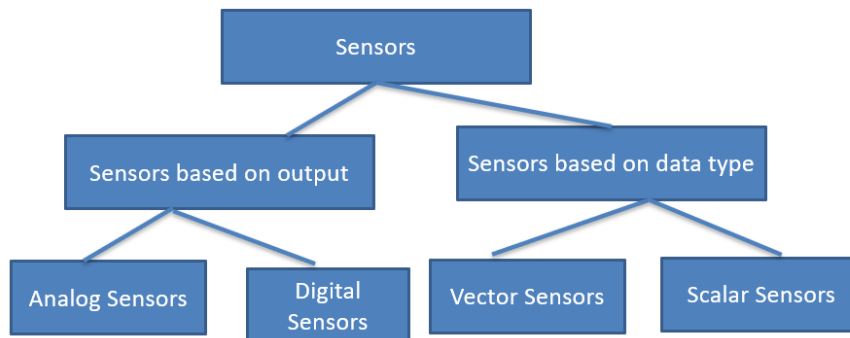 Sensors
Sensors based on output
Sensors based on data type
Analog Sensors
Digital
Sensors
Vector Sensors
Scalar Sensors